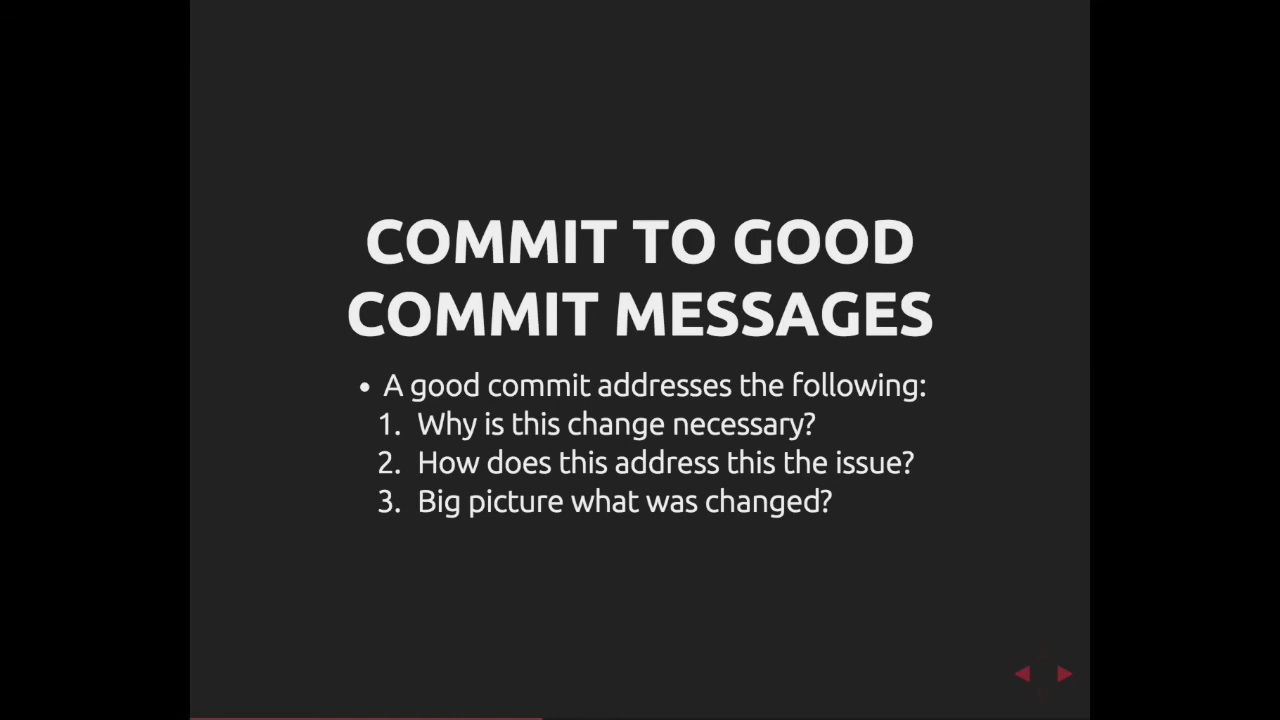 COMMIT TO GOOD
COMMIT MESSAGES
• A good commit addresses the following:
1. Why is this change necessary?
2. How does this address this the issue?
3. Big picture what was changed?